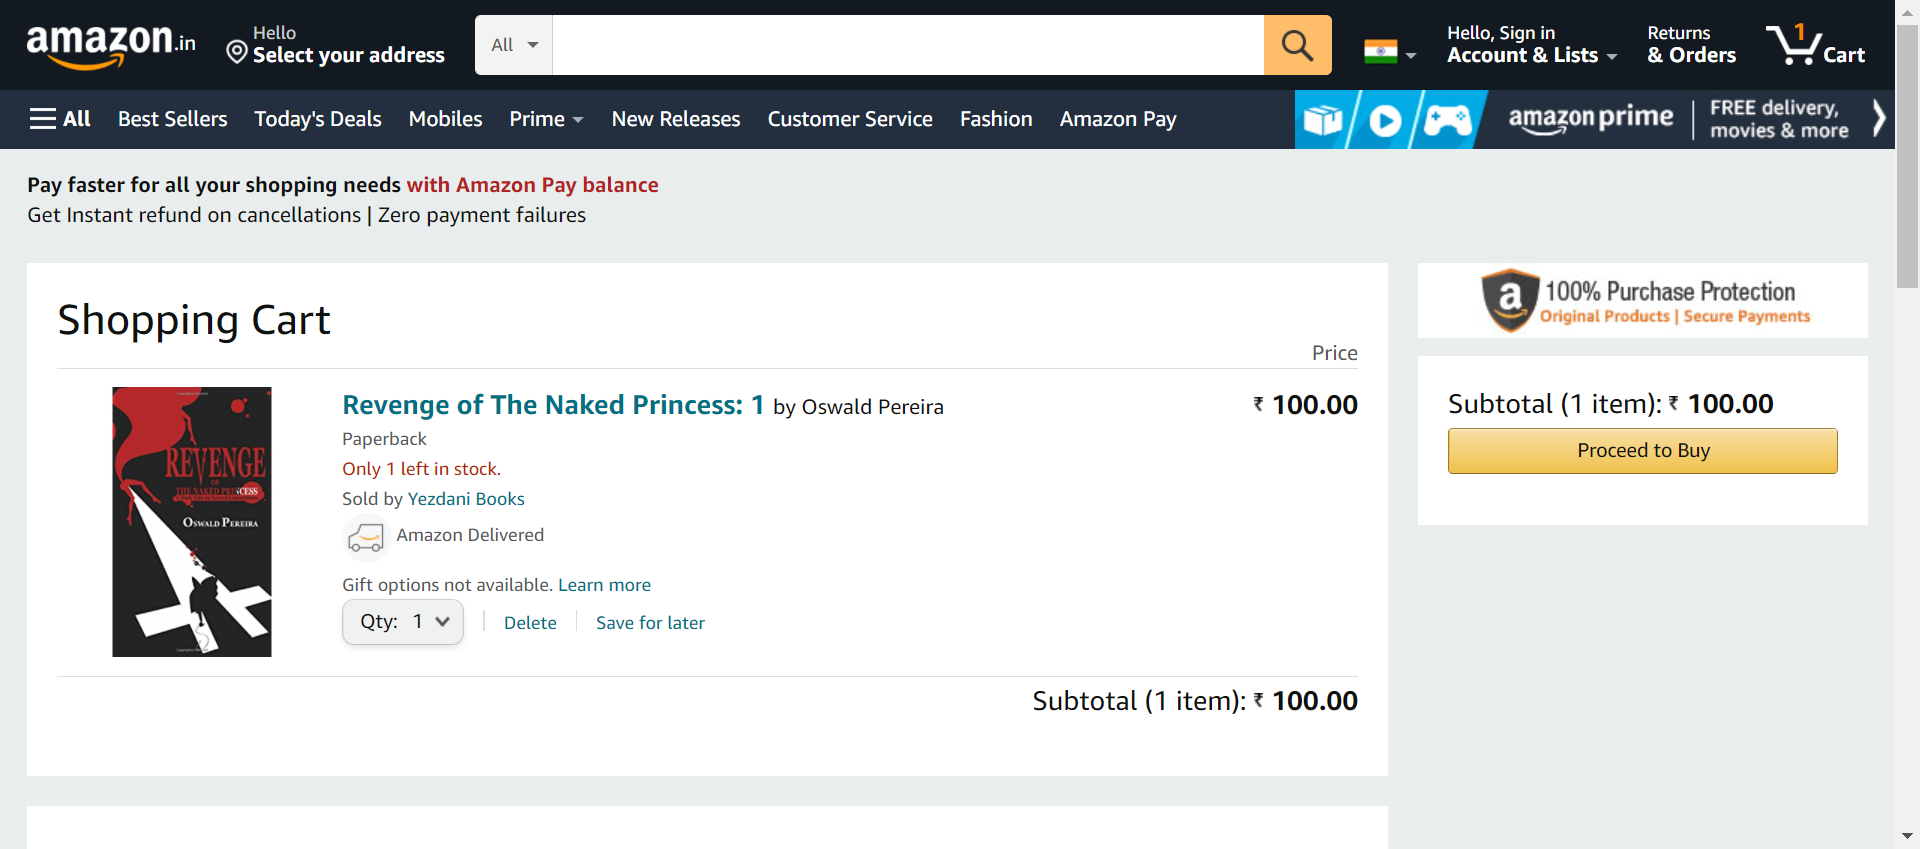 amazon.in
Hello
Select your address
All
Hello, Sign in
Account & Lists
Returns
& Orders
1
Cart
All
Best Sellers
Today's Deals
Mobiles
Prime
New Releases
Customer Service
Fashion
Amazon Pay
amazon prime
FREE delivery,
movies & more
Pay faster for all your shopping needs with Amazon Pay balance
Get Instant refund on cancellations | Zero payment failures
Shopping Cart
Price
REVENGE
OF
THE NAKED PRINCESS
OSWALD PEREIRA
Revenge of The Naked Princess: 1 by Oswald Pereira
₹ 100.00
Paperback
Only 1 left in stock.
Sold by Yezdani Books
Amazon Delivered
Gift options not available. Learn more
Qty: 1
Delete
Save for later
Subtotal (1 item): ₹ 100.00
a
100% Purchase Protection
Original Products | Secure Payments
Subtotal (1 item): ₹ 100.00
Proceed to Buy